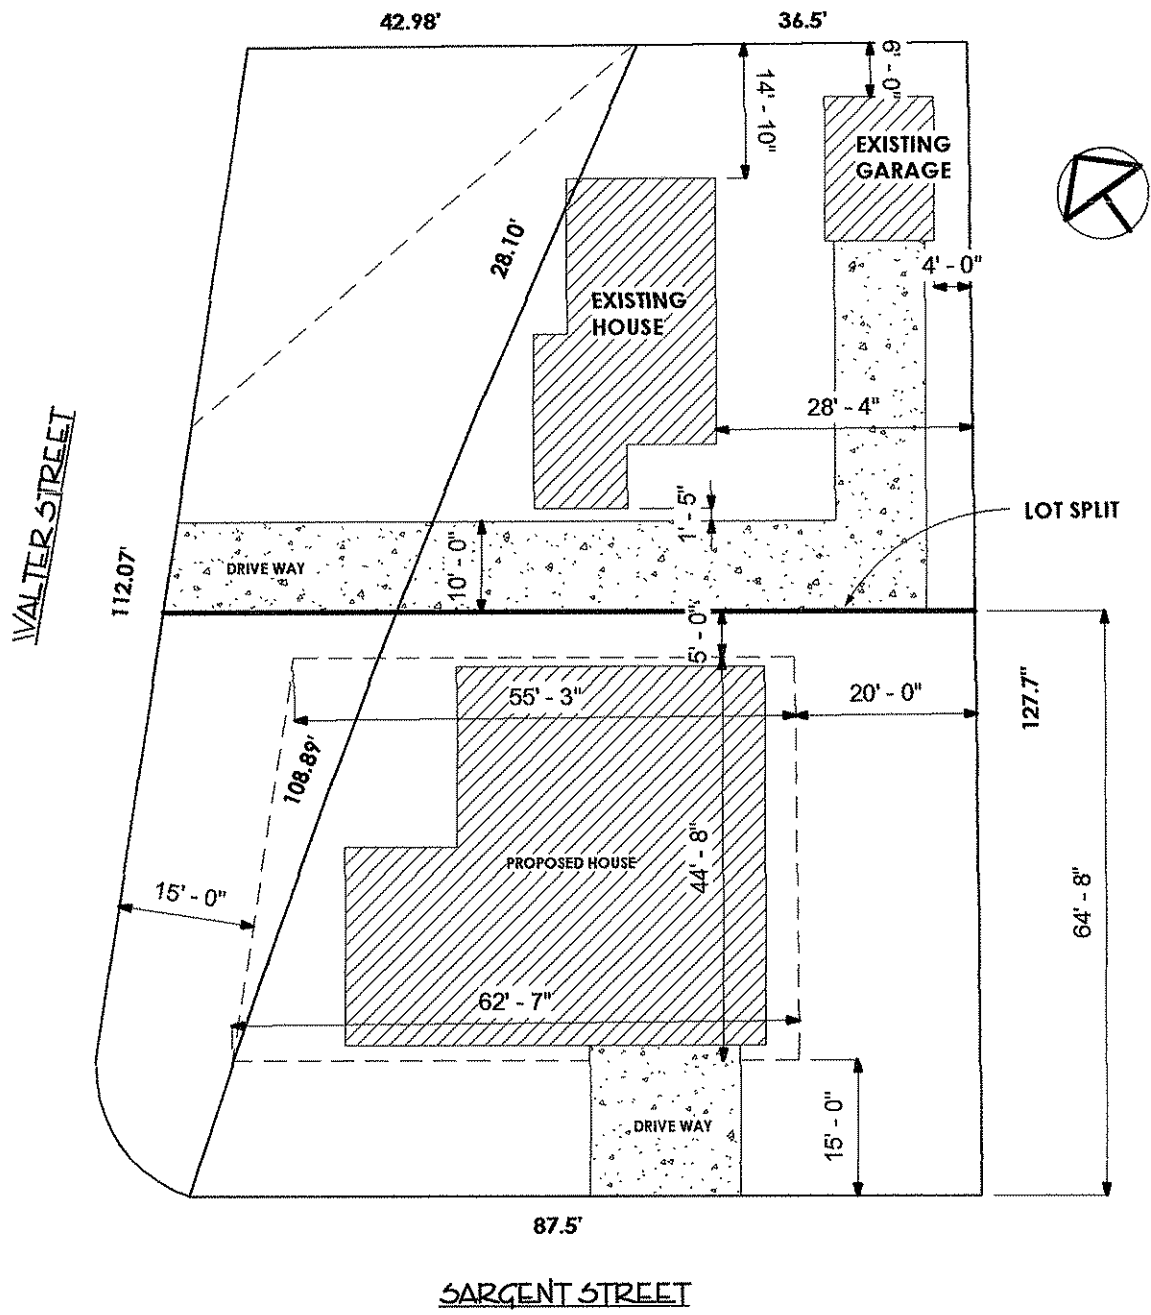 42.98'
36.5'
6' - 0"
14' - 10"
EXISTING
GARAGE
28.10'
4' - 0"
EXISTING
HOUSE
28' - 4"
WALTER STREET
1' - 5"
LOT SPLIT
DRIVE WAY
10' - 0"
112.07'
5' - 0"
55' - 3"
20' - 0"
127.7"
108.89'
PROPOSED HOUSE
44' - 8"
15' - 0"
64' - 8"
62' - 7"
DRIVE WAY
15' - 0"
87.5'
SARGENT STREET